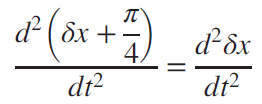 d²(δx + π/4)/dt² = d²δx/dt²